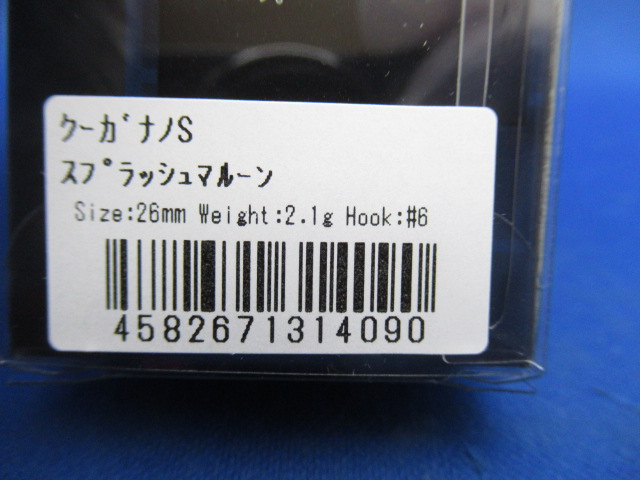 ｸｰｶﾞﾅﾉS
ｽﾌﾟﾗｯｼｭﾏﾙｰﾝ
Size:26mm Weight:2.1g Hook:#6
4582671314090